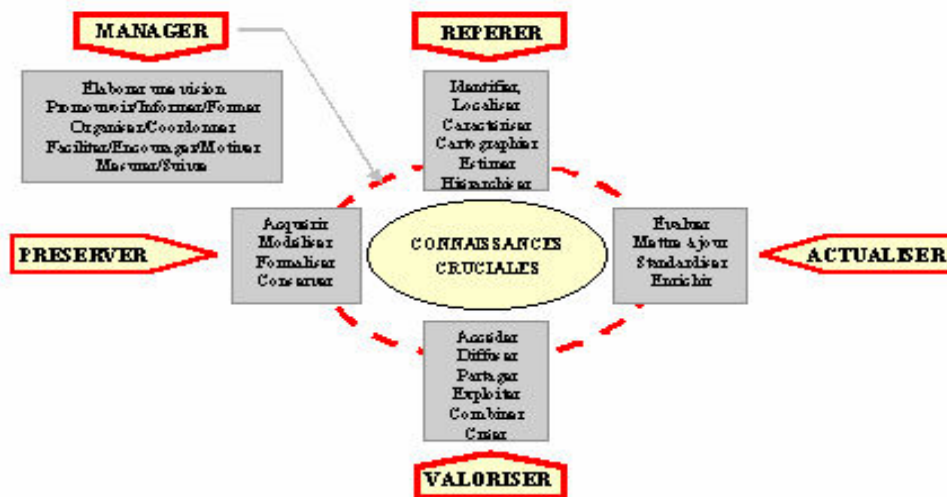 MANAGER
REPERER
Elaborer une vision
Promouvoir/Informer/Former
Organiser/Coordonner
Faciliter/Encourager/Motiver
Mesurer/Suivre
Identifier,
Localiser
Caractériser
Cartographier
Estimer
Hiérarchiser
PRESERVER
Acquérir
Modéliser
Formaliser
Conserver
CONNAISSANCES
CRUCIALES
Evaluer
Mettre à jour
Standardiser
Enrichir
ACTUALISER
Accéder
Diffuser
Partager
Exploiter
Combiner
Créer
VALORISER